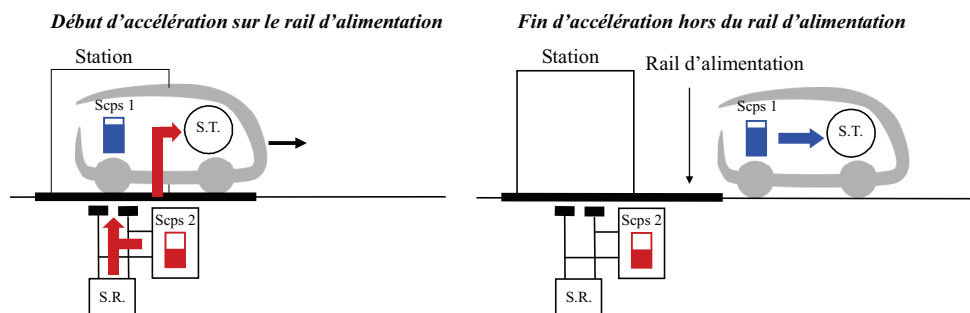 Début d’accélération sur le rail d’alimentation
Station
Scps 1
S.T.
Scps 2
S.R.
Fin d’accélération hors du rail d’alimentation
Station
Rail d’alimentation
Scps 1
S.T.
Scps 2
S.R.